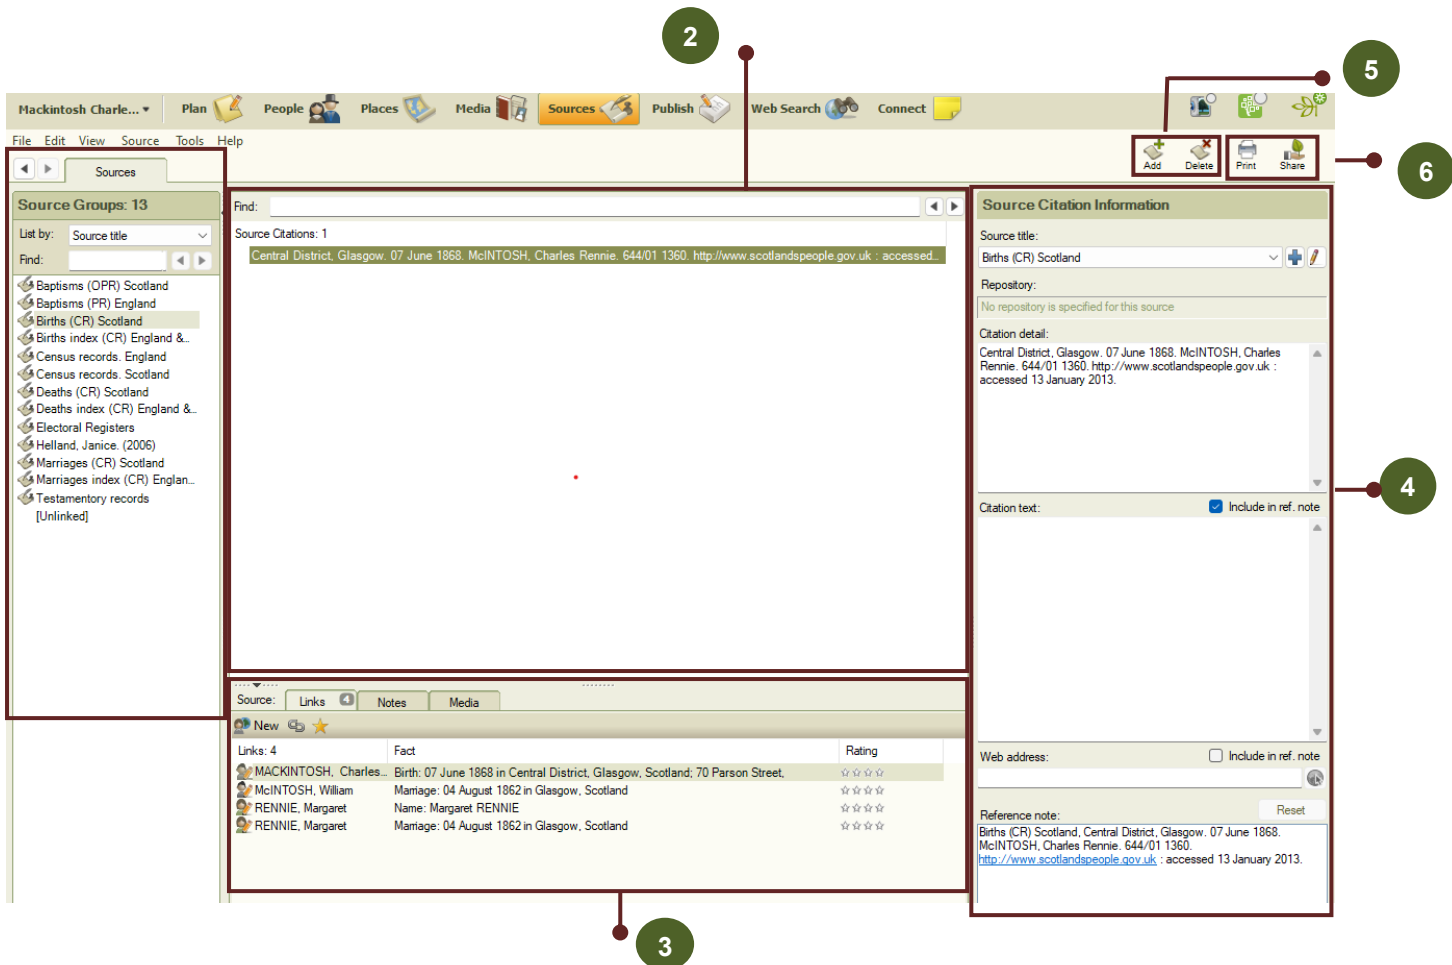 2
5
Mackintosh Charle...
Plan
People
Places
Media
Sources
Publish
Web Search
Connect
File Edit View Source Tools Help
Add
Delete
Print
Share
6
Sources
Source Groups: 13
List by: Source title
Find:
Baptisms (OPR) Scotland
Baptisms (PR) England
Births (CR) Scotland
Births index (CR) England &...
Census records. England
Census records. Scotland
Deaths (CR) Scotland
Deaths index (CR) England &...
Electoral Registers
Helland, Janice. (2006)
Marriages (CR) Scotland
Marriages index (CR) Englan...
Testamentory records
[Unlinked]
Find:
Source Citations: 1
Central District, Glasgow. 07 June 1868. McINTOSH, Charles Rennie. 644/01 1360. http://www.scotlandspeople.gov.uk : accessed...
Source: Links 4 Notes Media
New
Links: 4 Fact Rating
MACKINTOSH, Charles... Birth: 07 June 1868 in Central District, Glasgow, Scotland; 70 Parson Street,
McINTOSH, William Marriage: 04 August 1862 in Glasgow, Scotland
RENNIE, Margaret Name: Margaret RENNIE
RENNIE, Margaret Marriage: 04 August 1862 in Glasgow, Scotland
3
Source Citation Information
Source title:
Births (CR) Scotland
Repository:
No repository is specified for this source
Citation detail:
Central District, Glasgow. 07 June 1868. McINTOSH, Charles
Rennie. 644/01 1360. http://www.scotlandspeople.gov.uk :
accessed 13 January 2013.
4
Citation text: Include in ref. note
Web address: Include in ref. note
Reference note: Reset
Births (CR) Scotland, Central District, Glasgow. 07 June 1868.
McINTOSH, Charles Rennie. 644/01 1360.
http://www.scotlandspeople.gov.uk : accessed 13 January 2013.